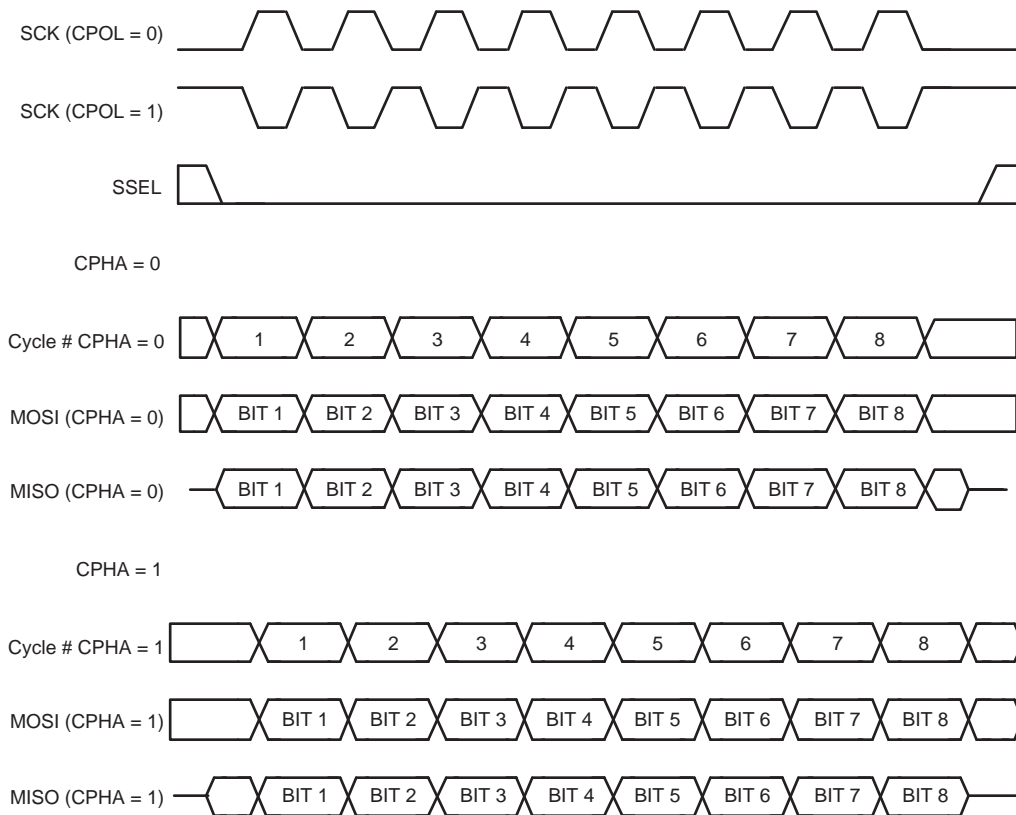 SCK (CPOL = 0)
SCK (CPOL = 1)
SSEL
CPHA = 0
Cycle # CPHA = 0 1 2 3 4 5 6 7 8
MOSI (CPHA = 0) BIT 1 BIT 2 BIT 3 BIT 4 BIT 5 BIT 6 BIT 7 BIT 8
MISO (CPHA = 0) BIT 1 BIT 2 BIT 3 BIT 4 BIT 5 BIT 6 BIT 7 BIT 8
CPHA = 1
Cycle # CPHA = 1 1 2 3 4 5 6 7 8
MOSI (CPHA = 1) BIT 1 BIT 2 BIT 3 BIT 4 BIT 5 BIT 6 BIT 7 BIT 8
MISO (CPHA = 1) BIT 1 BIT 2 BIT 3 BIT 4 BIT 5 BIT 6 BIT 7 BIT 8